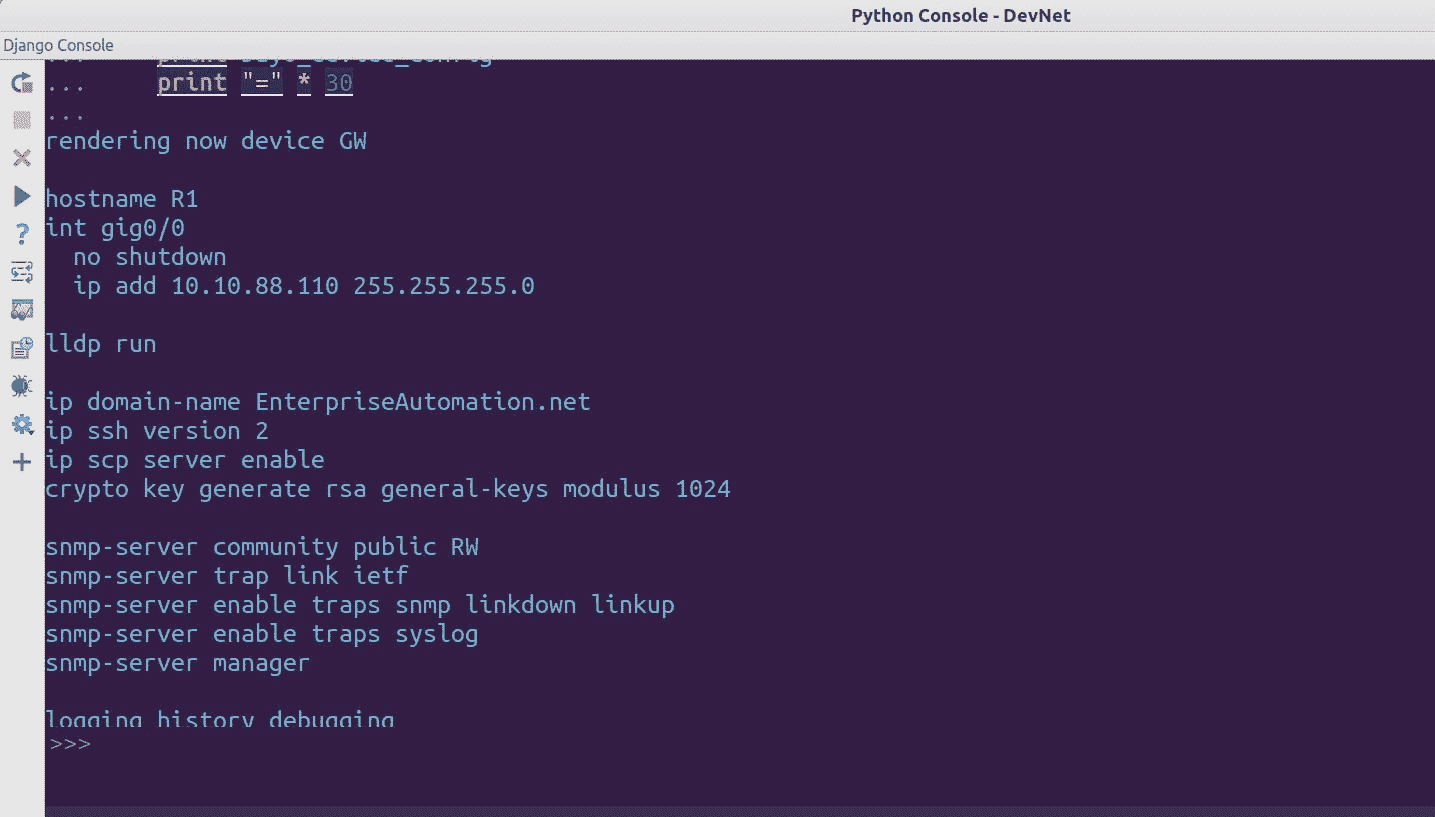 Python Console - DevNet
Django Console
...     print
...     print "=" * 30
...
rendering now device GW
hostname R1
int gig0/0
  no shutdown
  ip add 10.10.88.110 255.255.255.0
lldp run
ip domain-name EnterpriseAutomation.net
ip ssh version 2
ip scp server enable
crypto key generate rsa general-keys modulus 1024
snmp-server community public RW
snmp-server trap link ietf
snmp-server enable traps snmp linkdown linkup
snmp-server enable traps syslog
snmp-server manager
logging history debugging
>>>